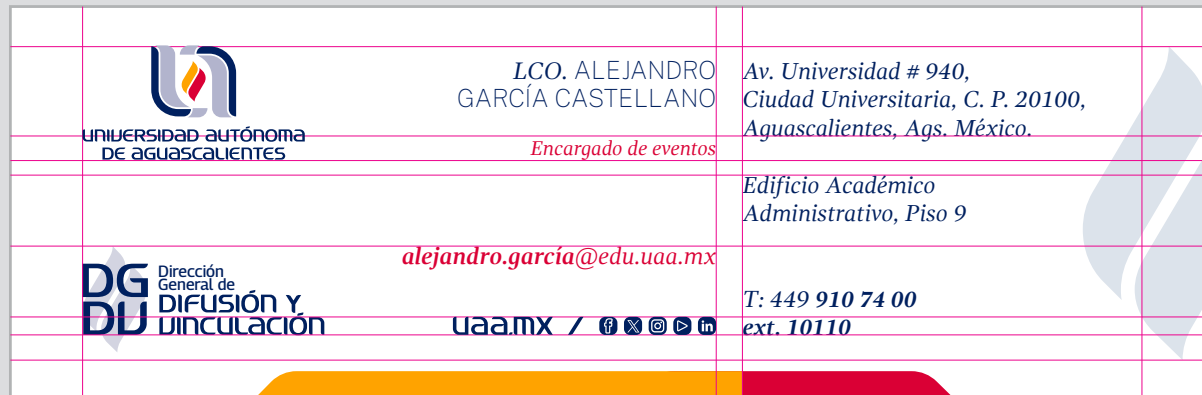 UNIVERSIDAD AUTÓNOMA
DE AGUASCALIENTES
LCO. ALEJANDRO
GARCÍA CASTELLANO
Encargado de eventos
alejandro.garcía@edu.uaa.mx
DG
DV
Dirección
General de
DIFUSIÓN Y
VINCULACIÓN
uaa.mx /
Av. Universidad # 940,
Ciudad Universitaria, C. P. 20100,
Aguascalientes, Ags. México.
Edificio Académico
Administrativo, Piso 9
T: 449 910 74 00
ext. 10110